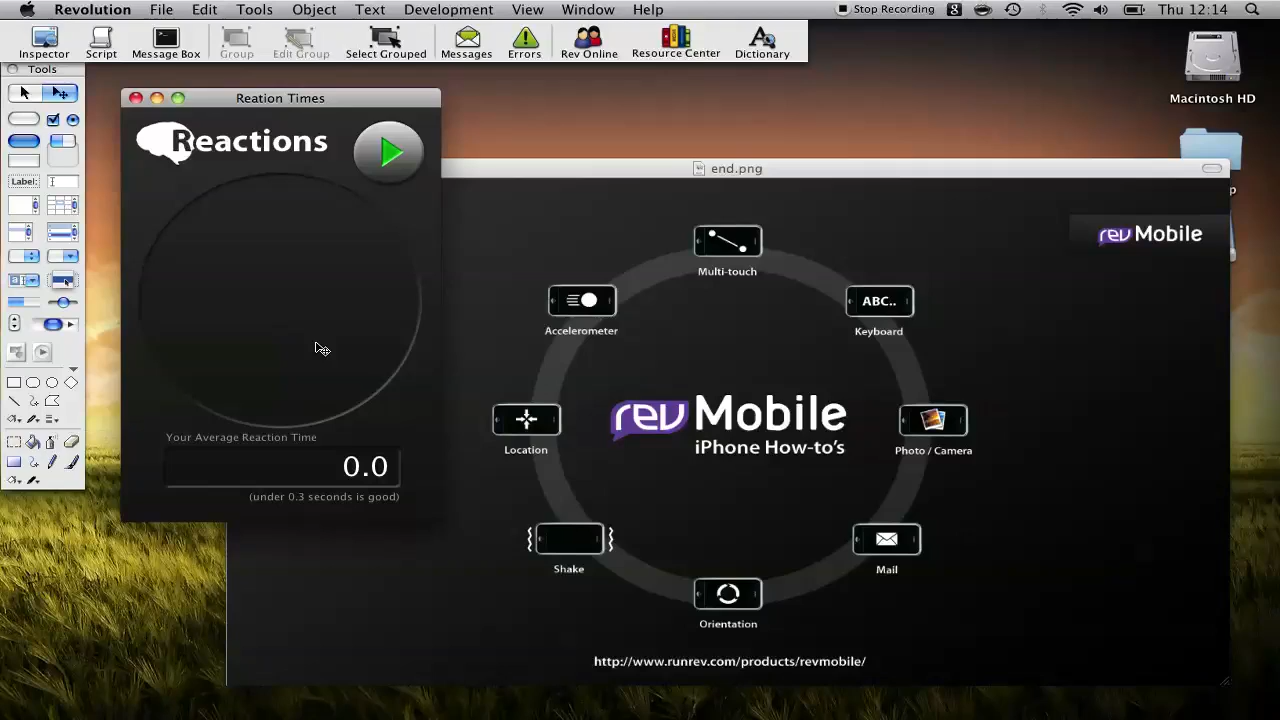 Revolution File Edit Tools Object Text Development View Window Help Stop Recording Thu 12:14
Inspector Script Message Box Group Edit Group Select Grouped Messages Errors Rev Online Resource Center Dictionary
Tools
Label:
Reation Times
Reactions
Your Average Reaction Time
0.0
(under 0.3 seconds is good)
end.png
rev Mobile
Multi-touch
Accelerometer
ABC..
Keyboard
rev Mobile
iPhone How-to's
Location
Photo / Camera
Shake
Mail
Orientation
http://www.runrev.com/products/revmobile/
Macintosh HD